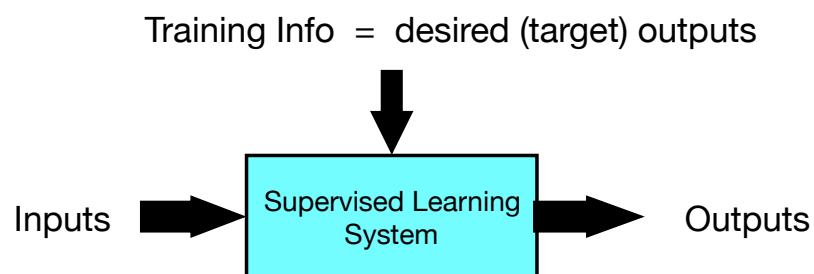 Training Info = desired (target) outputs
Inputs
Supervised Learning
System
Outputs